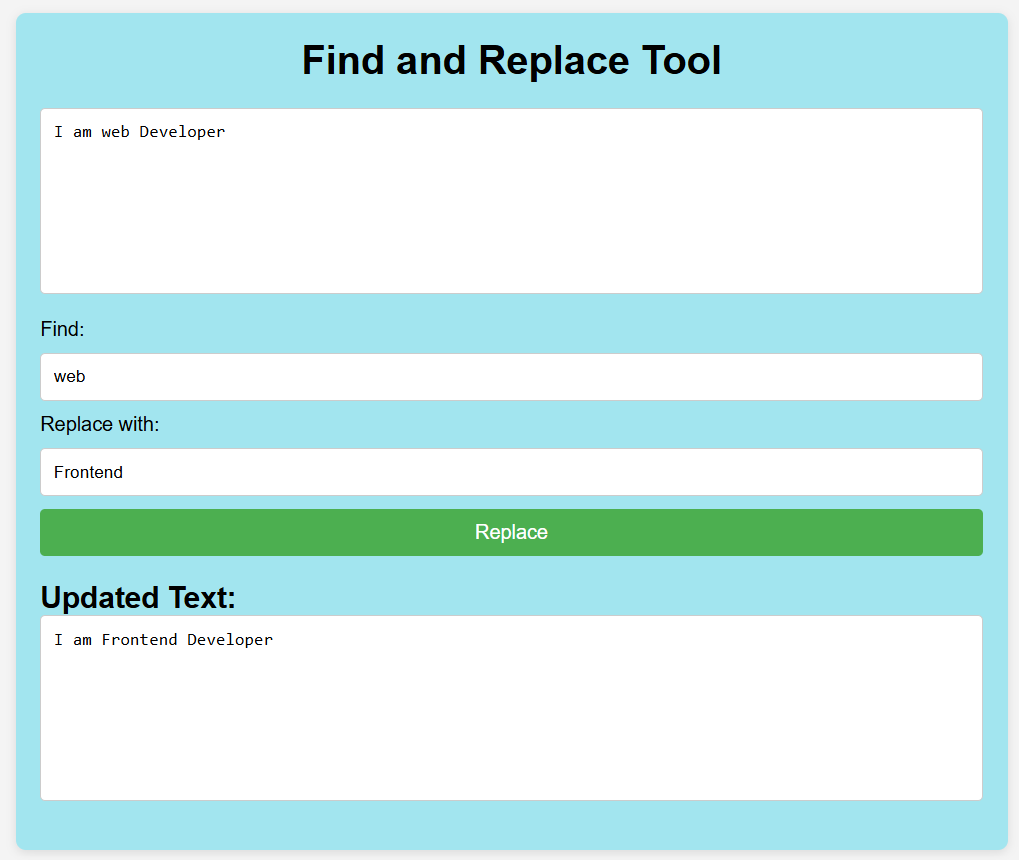 Find and Replace Tool
I am web Developer
Find:
web
Replace with:
Frontend
Replace
Updated Text:
I am Frontend Developer